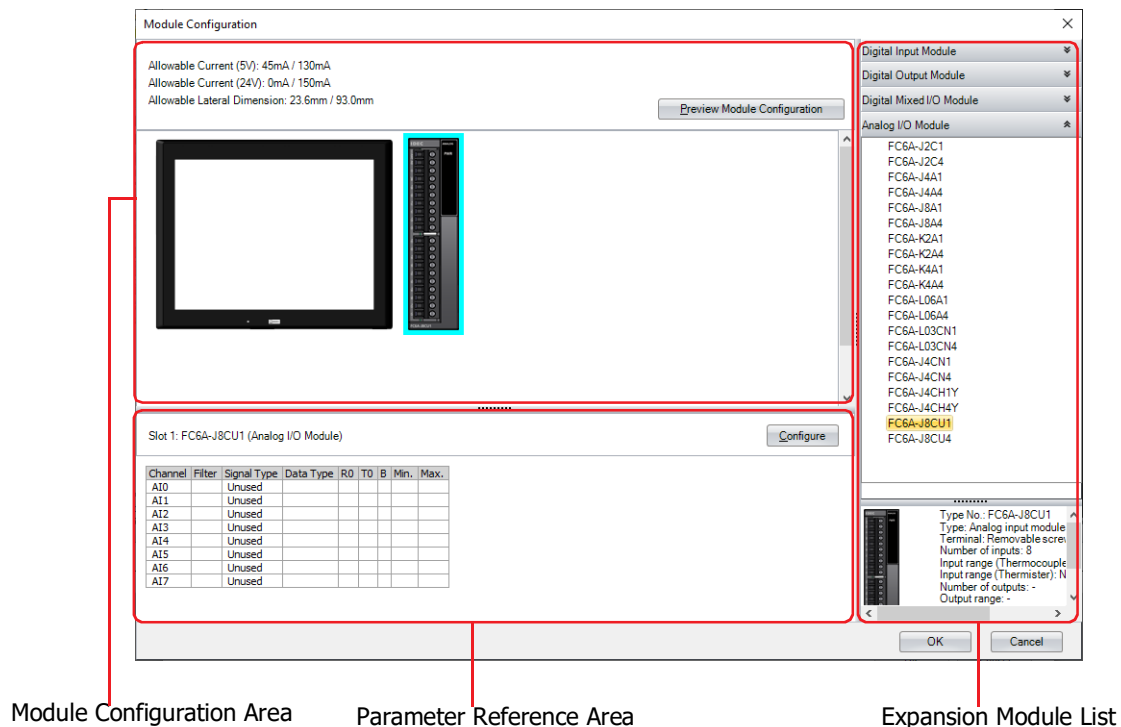 Module Configuration
Allowable Current (5V): 45mA / 130mA
Allowable Current (24V): 0mA / 150mA
Allowable Lateral Dimension: 23.6mm / 93.0mm
Preview Module Configuration
FC6A-J8CU1
Slot 1: FC6A-J8CU1 (Analog I/O Module)
Configure
Channel Filter Signal Type Data Type R0 T0 B Min. Max.
AI0 Unused
AI1 Unused
AI2 Unused
AI3 Unused
AI4 Unused
AI5 Unused
AI6 Unused
AI7 Unused
Digital Input Module
Digital Output Module
Digital Mixed I/O Module
Analog I/O Module
FC6A-J2C1
FC6A-J2C4
FC6A-J4A1
FC6A-J4A4
FC6A-J8A1
FC6A-J8A4
FC6A-K2A1
FC6A-K2A4
FC6A-K4A1
FC6A-K4A4
FC6A-L06A1
FC6A-L06A4
FC6A-L03CN1
FC6A-L03CN4
FC6A-J4CN1
FC6A-J4CN4
FC6A-J4CH1Y
FC6A-J4CH4Y
FC6A-J8CU1
FC6A-J8CU4
Type No.: FC6A-J8CU1
Type: Analog input module
Terminal: Removable screw
Number of inputs: 8
Input range (Thermocouple
Input range (Thermister): N
Number of outputs: -
Output range: -
OK Cancel
Module Configuration Area
Parameter Reference Area
Expansion Module List